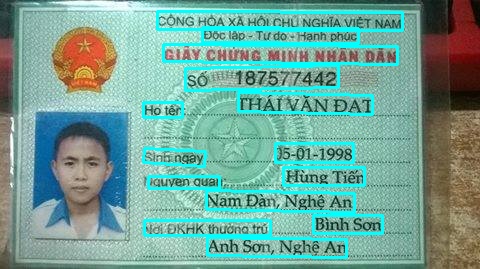 CỘNG HÒA XÃ HỘI CHỦ NGHĨA VIỆT NAM
Độc lập - Tự do - Hạnh phúc
GIẤY CHỨNG MINH NHÂN DÂN
SỐ 187577442
Họ tên THÁI VĂN ĐẠT
Sinh ngày 05-01-1998
Nguyên quán Hùng Tiến
Nam Đàn, Nghệ An
Nơi ĐKHK thường trú Bình Sơn
Anh Sơn, Nghệ An
VIỆT NAM